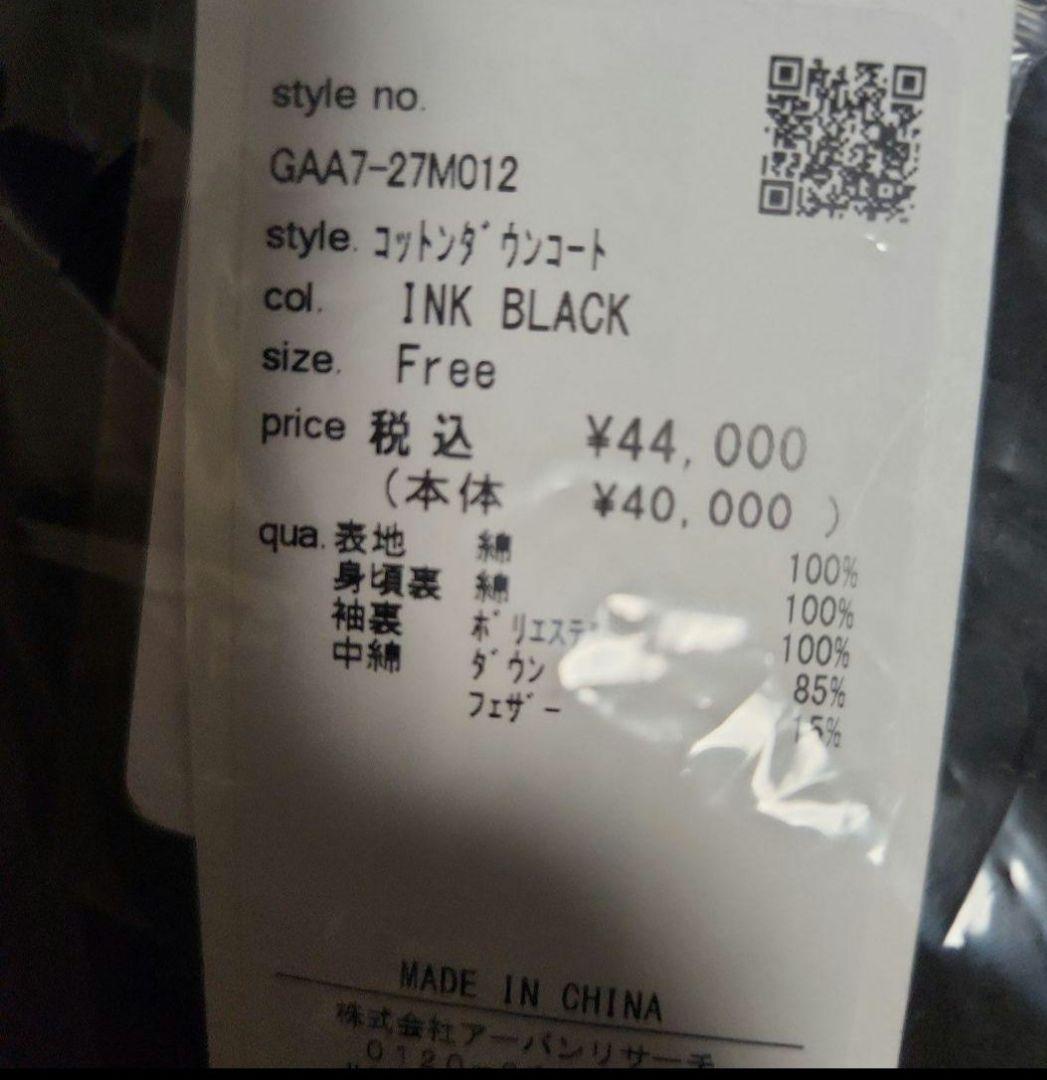 style no.
GAA7-27M012
style. コットンダウンコート
col. INK BLACK
size. Free
price 税込 ¥44,000
(本体 ¥40,000 )
qua. 表地 綿 100%
身頃裏 綿 100%
袖裏 ポリエステ 100%
中綿 ダウン 85%
フェザー 15%
MADE IN CHINA
株式会社アーバンリサーチ
0120